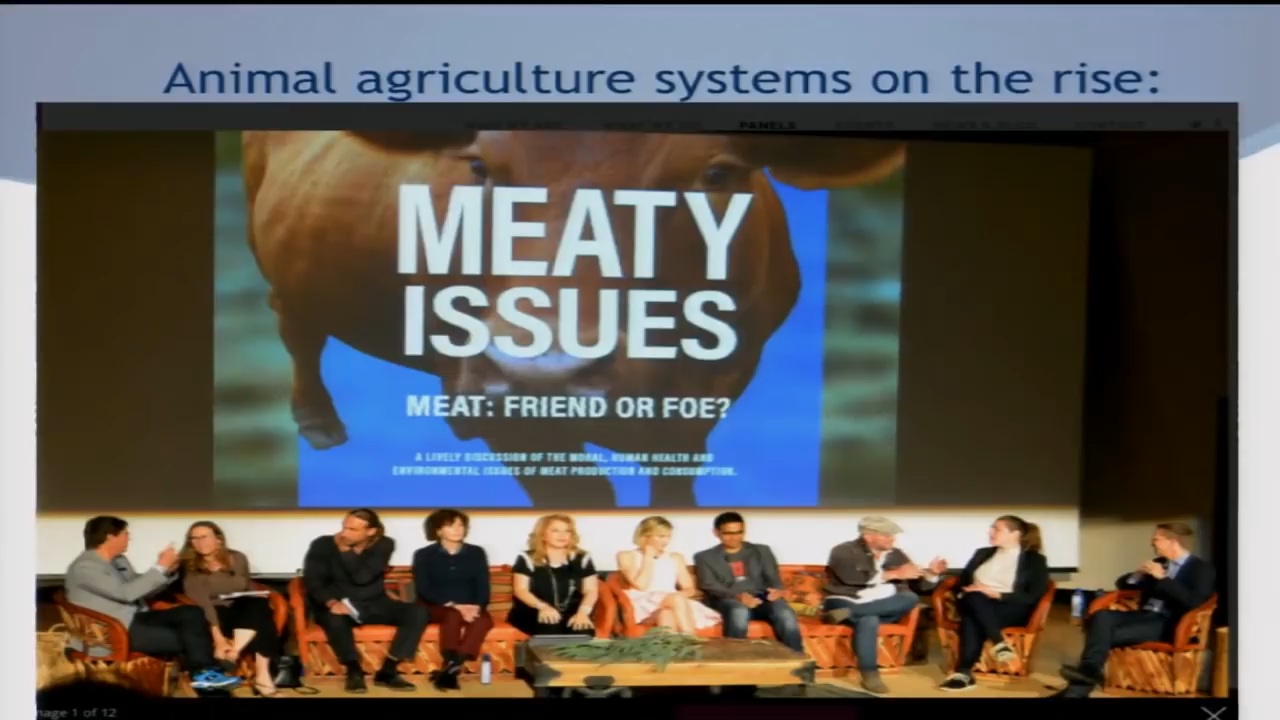 Animal agriculture systems on the rise:
PANELS
MEATY
ISSUES
MEAT: FRIEND OR FOE?
A LIVELY DISCUSSION OF THE MORAL, HUMAN HEALTH AND
ENVIRONMENTAL ISSUES OF MEAT PRODUCTION AND CONSUMPTION.
mage 1 of 12